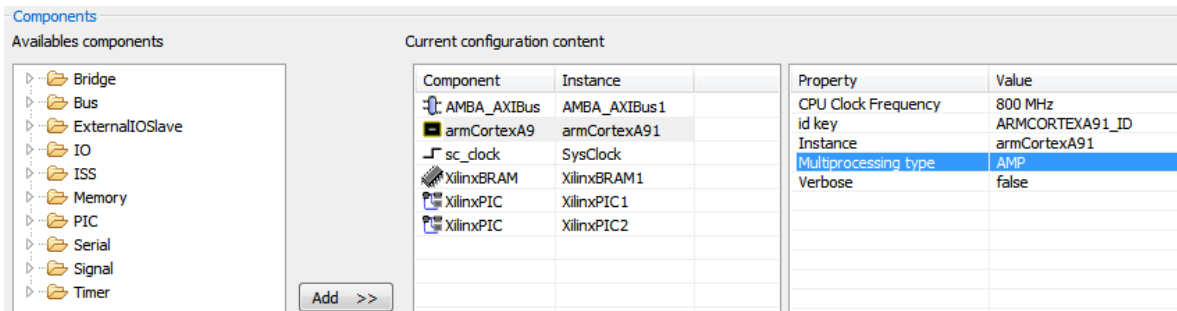 Components
Availables components
Bridge
Bus
ExternalIOSlave
IO
ISS
Memory
PIC
Serial
Signal
Timer
Add >>
Current configuration content
Component Instance
AMBA_AXIBus AMBA_AXIBus1
armCortexA9 armCortexA91
sc_clock SysClock
XilinxBRAM XilinxBRAM1
XilinxPIC XilinxPIC1
XilinxPIC XilinxPIC2
Property Value
CPU Clock Frequency 800 MHz
id key ARMCORTEXA91_ID
Instance armCortexA91
Multiprocessing type AMP
Verbose false